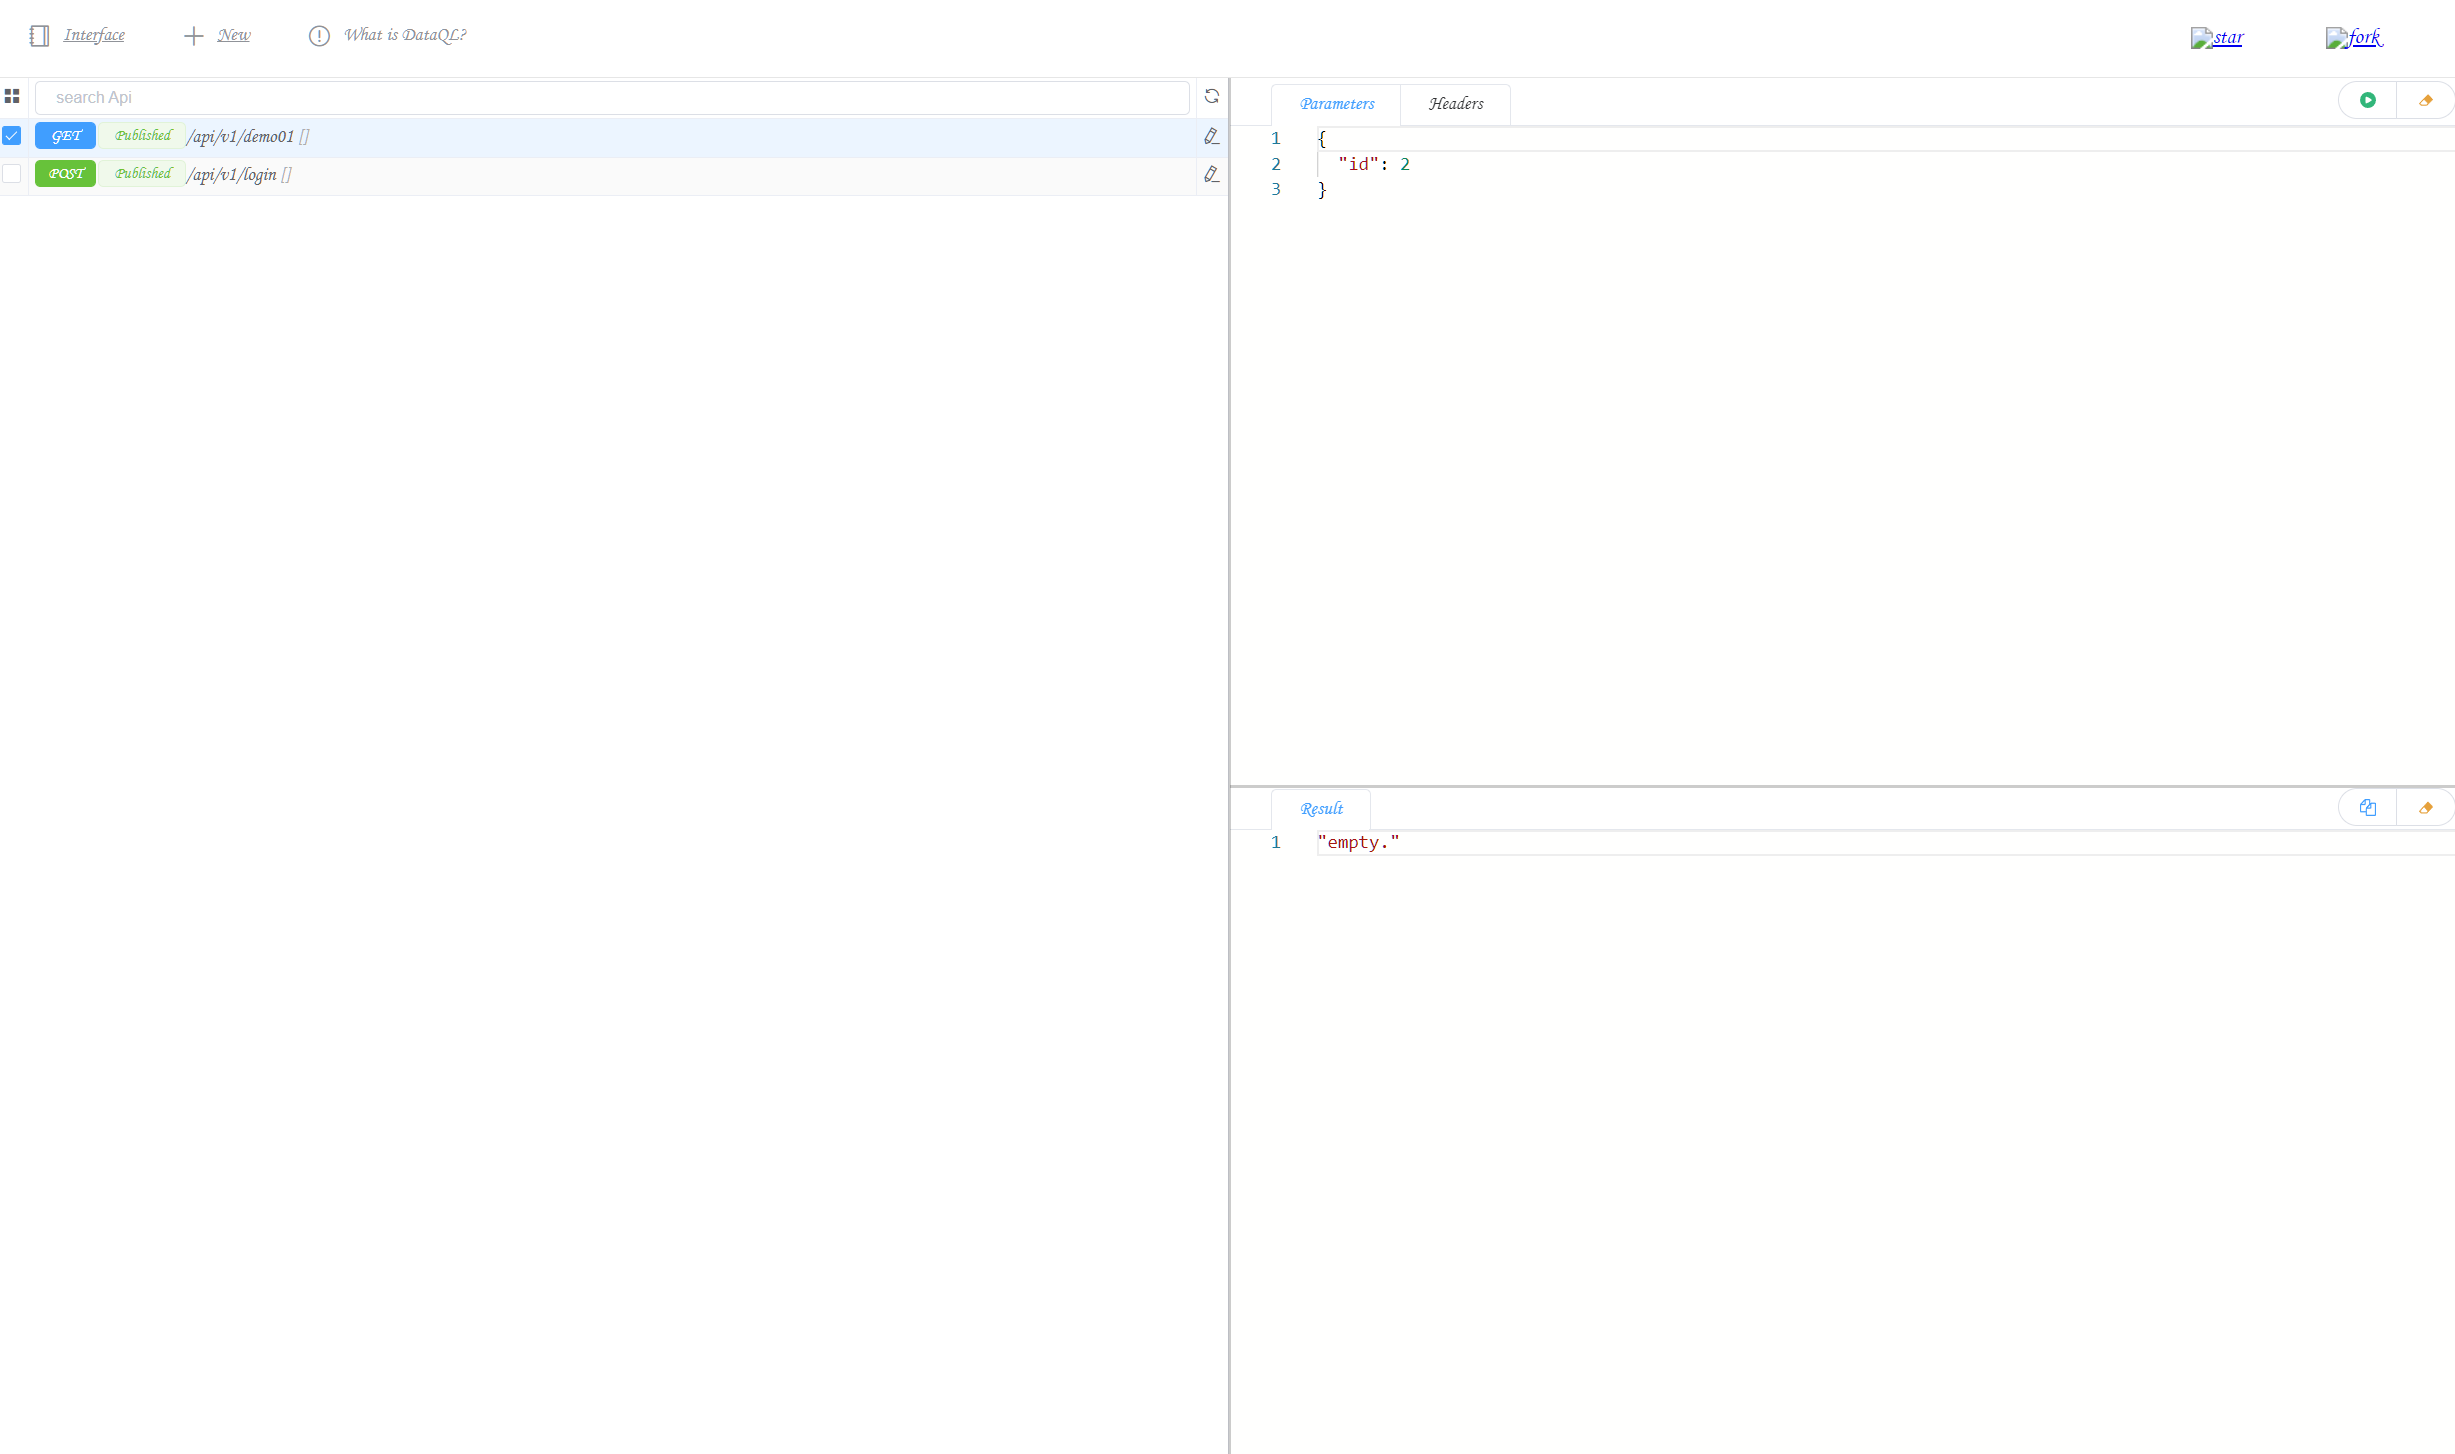 Interface New What is DataQL? star fork
search Api
GET Published /api/v1/demo01 []
POST Published /api/v1/login []
Parameters Headers
1 {
2 "id": 2
3 }
Result
1 "empty."